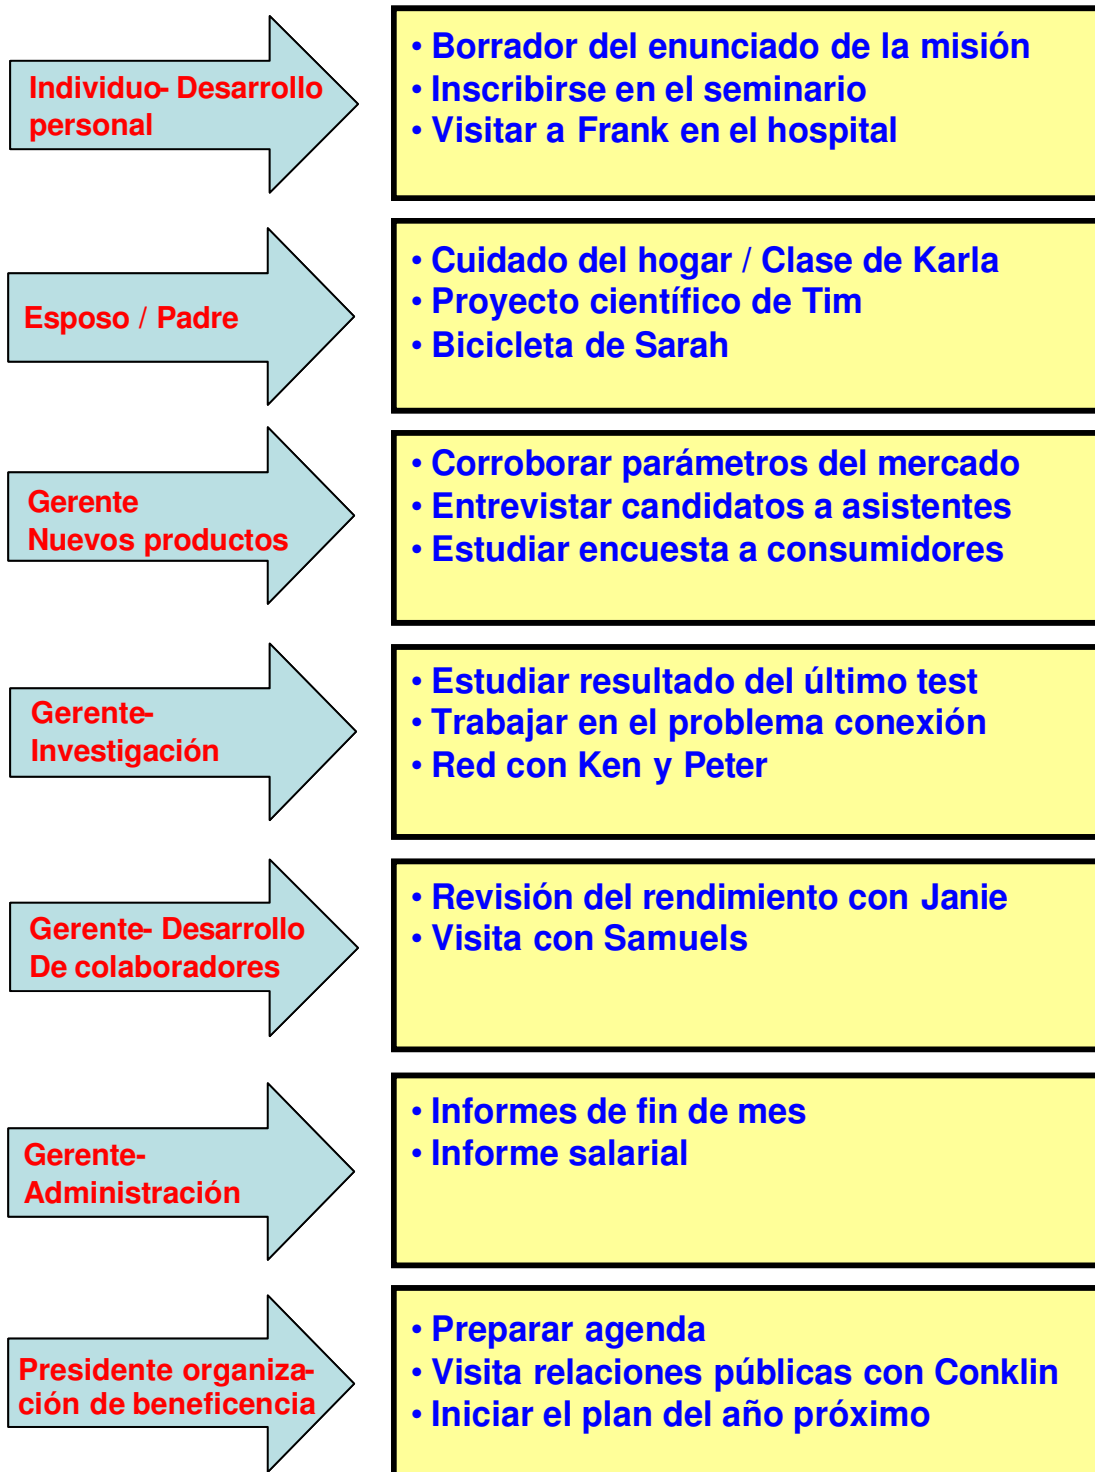 Individuo- Desarrollo
personal
• Borrador del enunciado de la misión
• Inscribirse en el seminario
• Visitar a Frank en el hospital
Esposo / Padre
• Cuidado del hogar / Clase de Karla
• Proyecto científico de Tim
• Bicicleta de Sarah
Gerente
Nuevos productos
• Corroborar parámetros del mercado
• Entrevistar candidatos a asistentes
• Estudiar encuesta a consumidores
Gerente-
Investigación
• Estudiar resultado del último test
• Trabajar en el problema conexión
• Red con Ken y Peter
Gerente- Desarrollo
De colaboradores
• Revisión del rendimiento con Janie
• Visita con Samuels
Gerente-
Administración
• Informes de fin de mes
• Informe salarial
Presidente organiza-
ción de beneficencia
• Preparar agenda
• Visita relaciones públicas con Conklin
• Iniciar el plan del año próximo